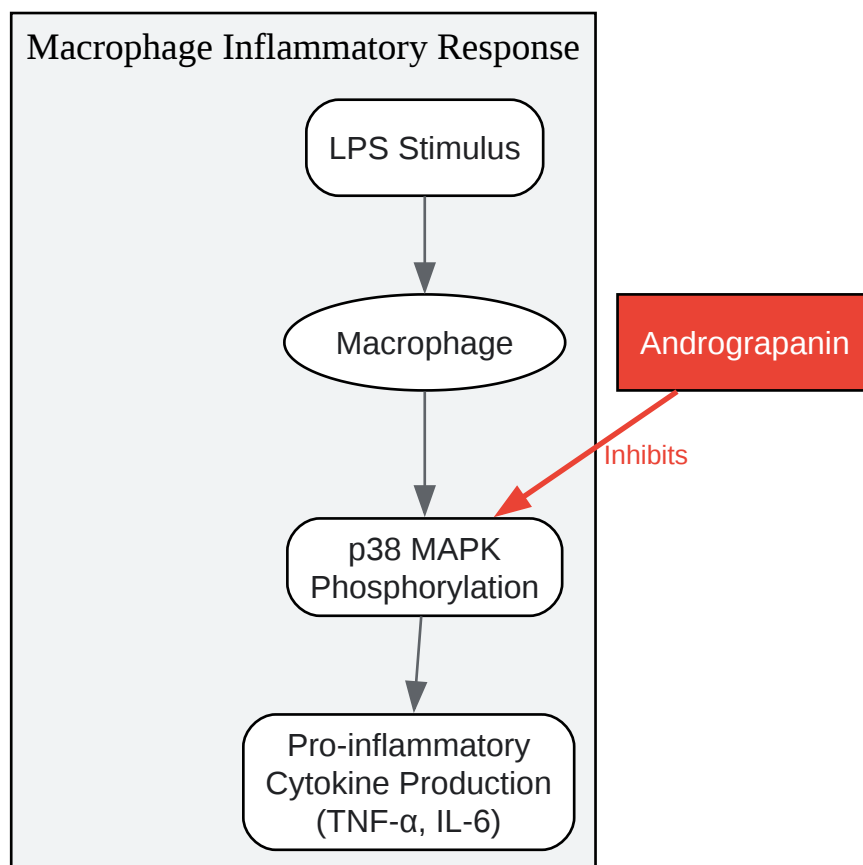 Macrophage Inflammatory Response
LPS Stimulus
Macrophage
Andrograpanin
Inhibits
p38 MAPK
Phosphorylation
Pro-inflammatory
Cytokine Production
(TNF-α, IL-6)